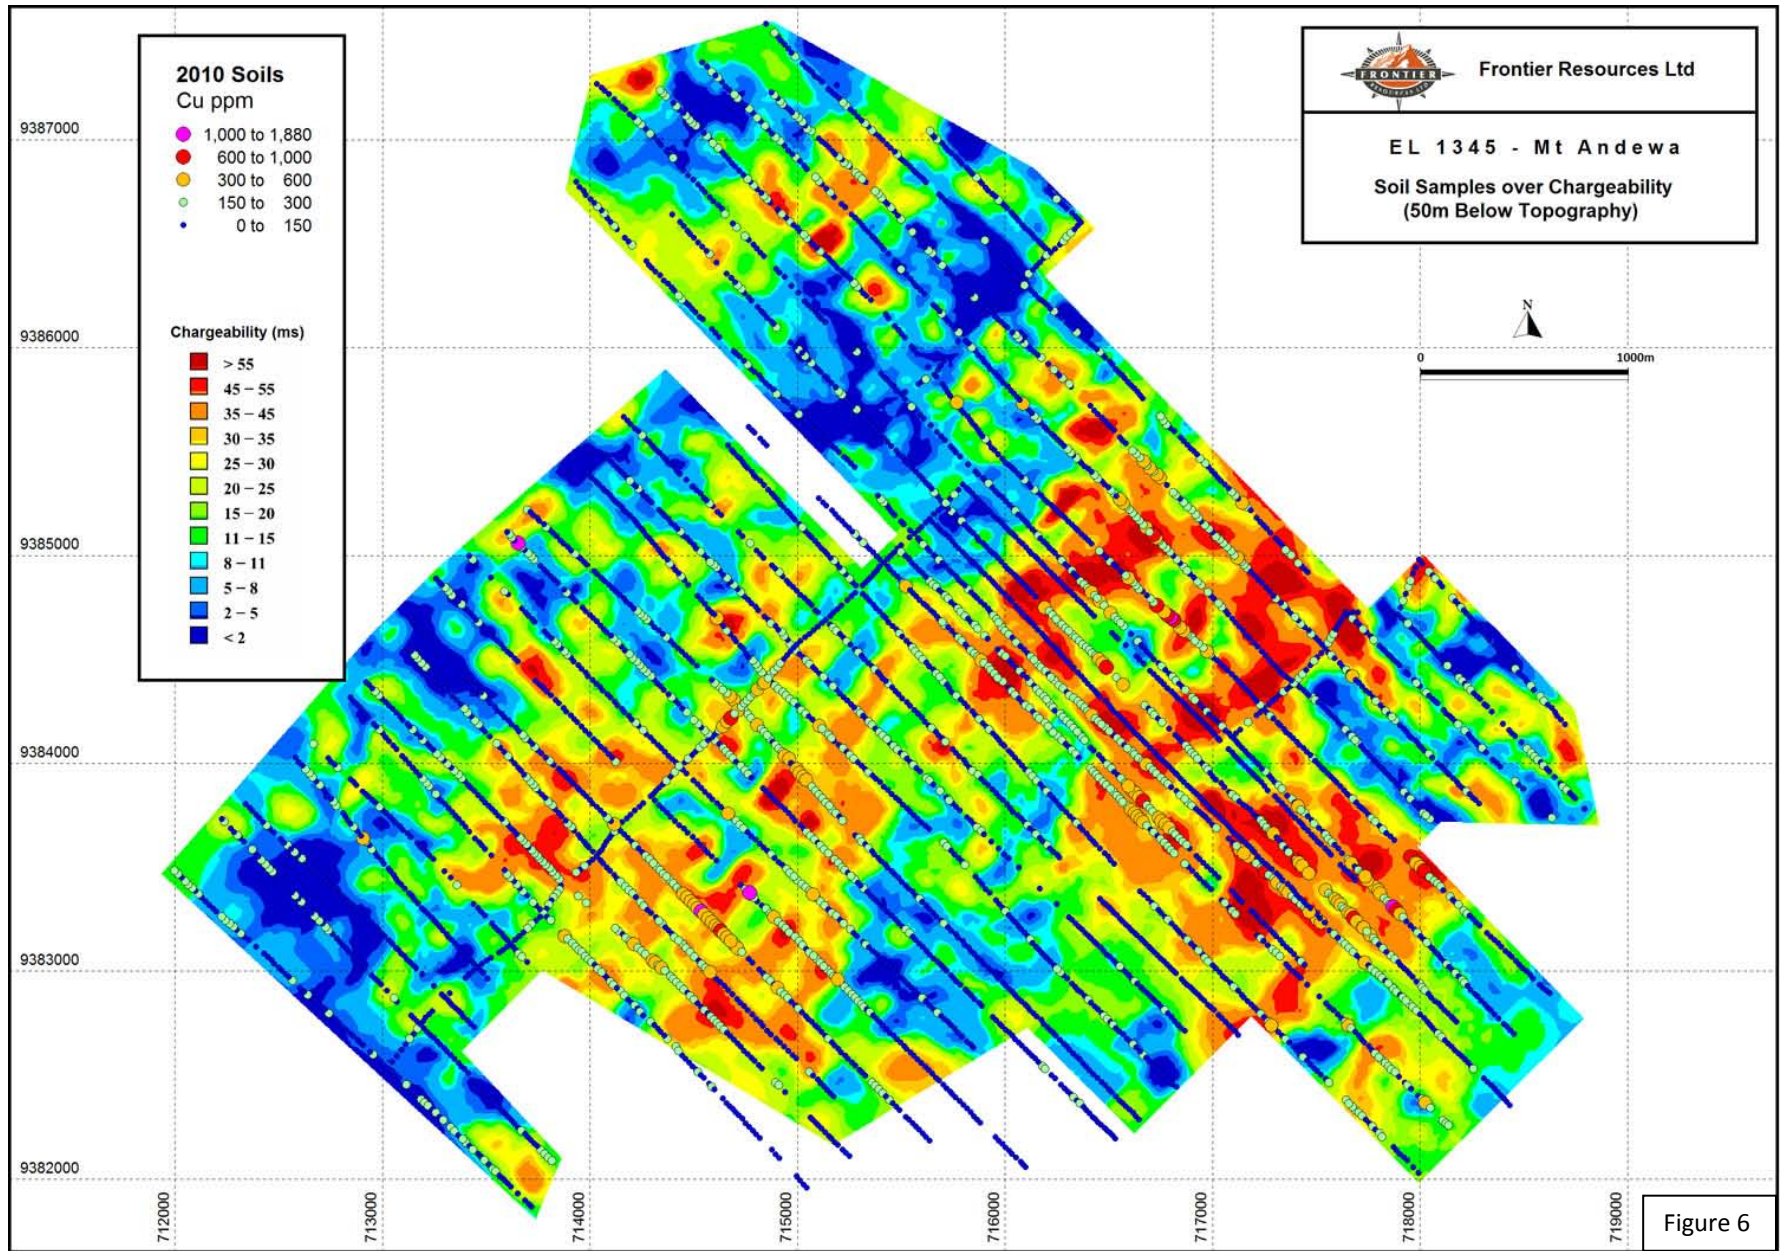 2010 Soils
Cu ppm
1,000 to 1,880
600 to 1,000
300 to 600
150 to 300
0 to 150
Chargeability (ms)
> 55
45 – 55
35 – 45
30 – 35
25 – 30
20 – 25
15 – 20
11 – 15
8 – 11
5 – 8
2 – 5
< 2
FRONTIER
RESOURCES LTD
Frontier Resources Ltd
EL 1345 - Mt Andewa
Soil Samples over Chargeability
(50m Below Topography)
N
0 1000m
9387000
9386000
9385000
9384000
9383000
9382000
712000
713000
714000
715000
716000
717000
718000
719000
Figure 6